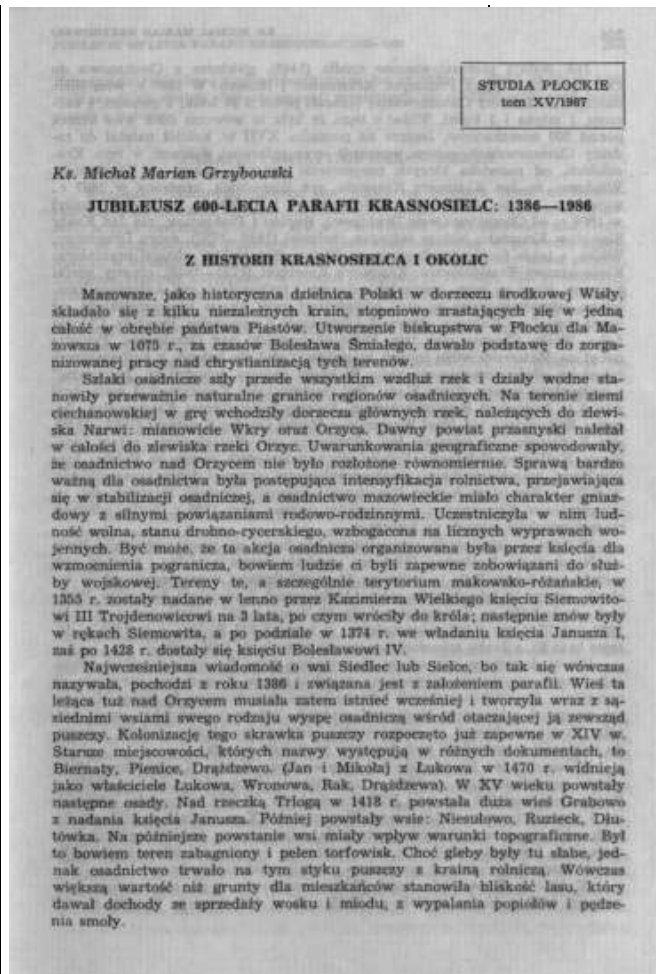 STUDIA PŁOCKIE
tom XV/1987
Ks. Michał Marian Grzybowski
JUBILEUSZ 600-LECIA PARAFII KRASNOSIELC: 1386—1986
Z HISTORII KRASNOSIELCA I OKOLIC
Mazowsze, jako historyczna dzielnica Polski w dorzeczu środkowej Wisły,
składało się z kilku niezależnych krain, stopniowo zrastających się w jedną
całość w obrębie państwa Piastów. Utworzenie biskupstwa w Płocku dla Ma-
zowsza w 1075 r., za czasów Bolesława Śmiałego, dawało podstawę do zorga-
nizowanej pracy nad chrystianizacją tych terenów.
Szlaki osadnicze szły przede wszystkim wzdłuż rzek i działy wodne sta-
nowiły przeważnie naturalne granice regionów osadniczych. Na terenie ziemi
ciechanowskiej w grę wchodziły dorzecza głównych rzek, należących do zlewi-
ska Narwi: mianowicie Wkry oraz Orzyca. Dawny powiat przasnyski należał
w całości do zlewiska rzeki Orzyc. Uwarunkowania geograficzne spowodowały,
że osadnictwo nad Orzycem nie było rozłożone równomiernie. Sprawą bardzo
ważną dla osadnictwa była postępująca intensyfikacja rolnictwa, przejawiająca
się w stabilizacji osadniczej, a osadnictwo mazowieckie miało charakter gniaz-
dowy z silnymi powiązaniami rodowo-rodzinnymi. Uczestniczyła w nim lud-
ność wolna, stanu drobno-rycerskiego, wzbogacona na licznych wyprawach wo-
jennych. Być może, że ta akcja osadnicza organizowana była przez księcia dla
wzmocnienia pogranicza, bowiem ludzie ci byli zapewne zobowiązani do służ-
by wojskowej. Tereny te, a szczególnie terytorium makowsko-różańskie, w
1355 r. zostały nadane w lenno przez Kazimierza Wielkiego księciu Siemowito-
wi III Trojdenowicowi na 3 lata, po czym wróciły do króla; następnie znów były
w rękach Siemowita, a po podziale w 1374 r. we władaniu księcia Janusza I,
zaś po 1428 r. dostały się księciu Bolesławowi IV.
Najwcześniejsza wiadomość o wsi Siedlec lub Sielce, bo tak się wówczas
nazywała, pochodzi z roku 1386 i związana jest z założeniem parafii. Wieś ta
leżąca tuż nad Orzycem musiała zatem istnieć wcześniej i tworzyła wraz z są-
siednimi wsiami swego rodzaju wyspę osadniczą wśród otaczającej ją zewsząd
puszczy. Kolonizację tego skrawka puszczy rozpoczęto już zapewne w XIV w.
Starsze miejscowości, których nazwy występują w różnych dokumentach, to
Biernaty, Pienice, Drążdzewo. (Jan i Mikołaj z Łukowa w 1470 r. widnieją
jako właściciele Łukowa, Wronowa, Rak, Drążdzewa). W XV wieku powstały
następne osady. Nad rzeczką Trlogą w 1418 r. powstała duża wieś Grabowo
z nadania księcia Janusza. Później powstały wsie: Niesułowo, Ruzieck, Dłu-
tówka. Na późniejsze powstanie wsi miały wpływ warunki topograficzne. Był
to bowiem teren zabagniony i pełen torfowisk. Choć gleby były tu słabe, jed-
nak osadnictwo trwało na tym styku puszczy z krainą rolniczą. Wówczas
większą wartość niż grunty dla mieszkańców stanowiła bliskość lasu, który
dawał dochody ze sprzedaży wosku i miodu, z wypalania popiołów i pędze-
nia smoły.